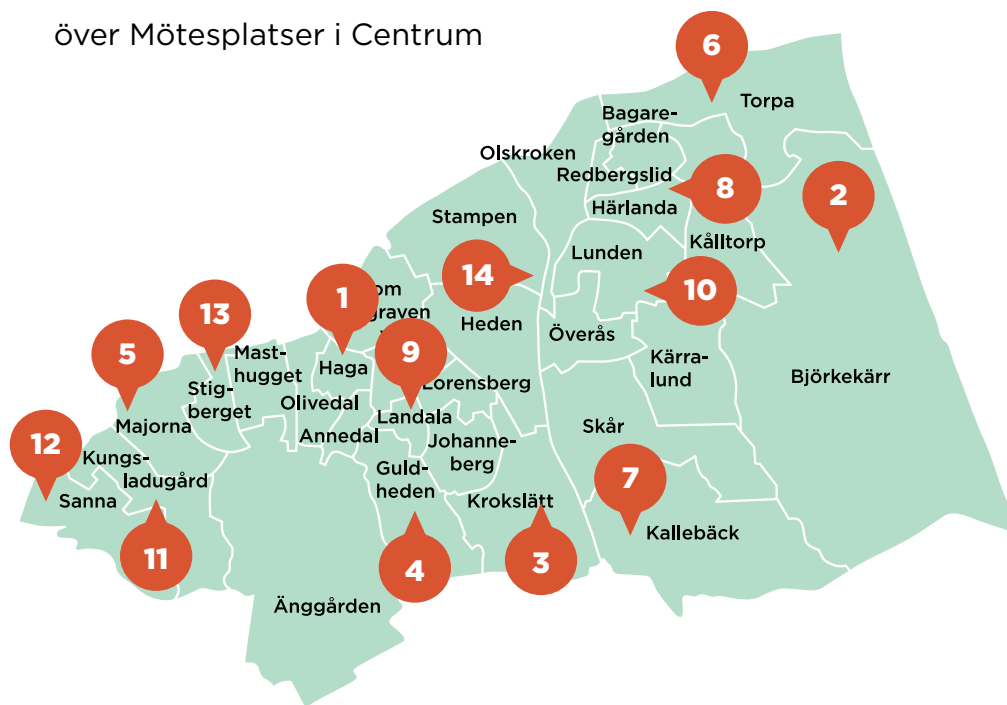 över Mötesplatser i Centrum
6
Torpa
Bagare-
gården
Olskroken
Redbergslid
8
2
Härlanda
Stampen
Kålltorp
Lunden
14
10
1
om
graven
13
Heden
Överås
5
Mast-
hugget
Haga
9
Kärra-
lund
Björkekärr
Stig-
berget
Lorensberg
Olivedal
Landala
Majorna
Annedal
Johanne-
berg
Skår
12
Kungs-
ladugård
Guld-
heden
7
Sanna
Krokslätt
Kallebäck
11
4
3
Änggården